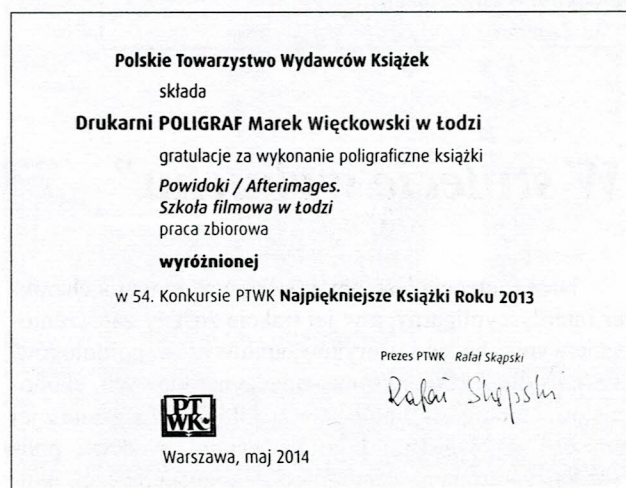 Polskie Towarzystwo Wydawców Książek
składa
Drukarni POLIGRAF Marek Więckowski w Łodzi
gratulacje za wykonanie poligraficzne książki
Powidoki / Afterimages.
Szkoła filmowa w Łodzi
praca zbiorowa
wyróżnionej
w 54. Konkursie PTWK Najpiękniejsze Książki Roku 2013
Prezes PTWK Rafał Skąpski
Rafał Skąpski
PT
WK
Warszawa, maj 2014